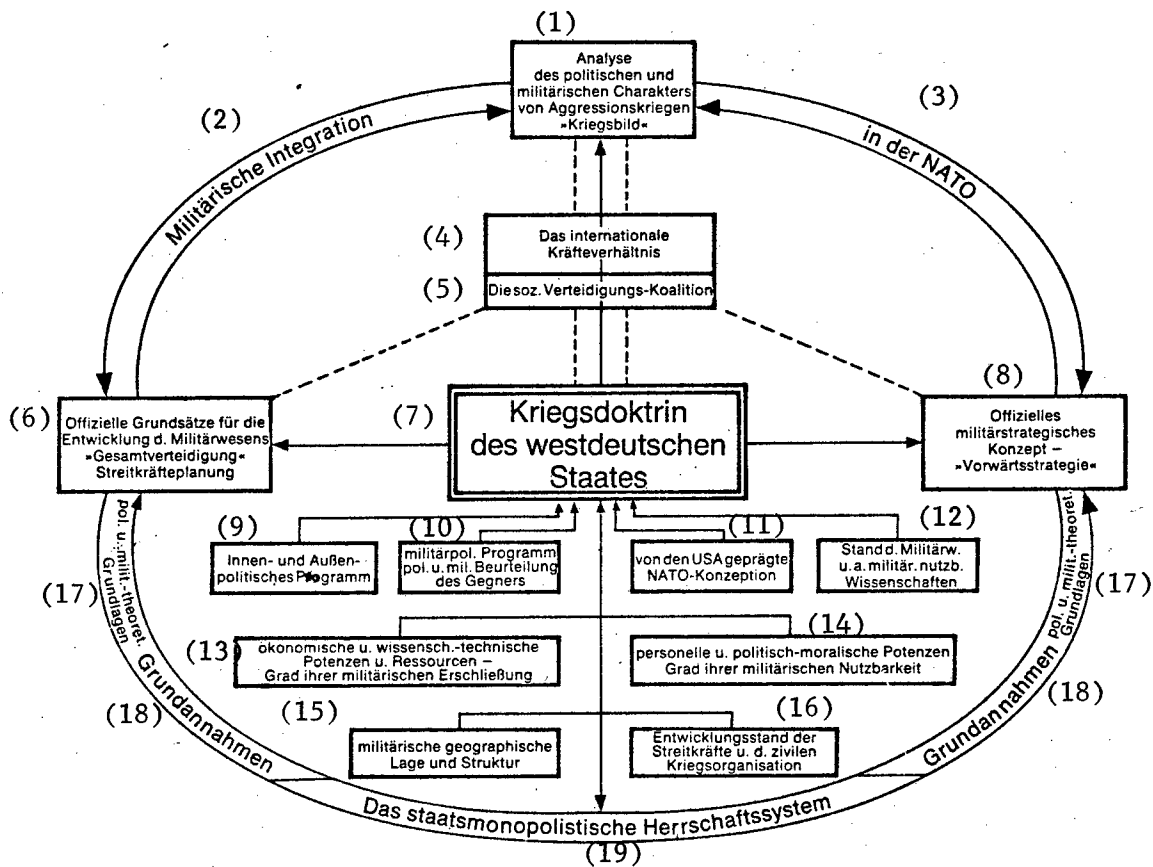 (1)
Analyse
des politischen und
militärischen Charakters
von Aggressionskriegen
»Kriegsbild«
(2)
Militärische Integration
(3)
in der NATO
(4)
Das internationale
Kräfteverhältnis
(5)
Die soz. Verteidigungs-Koalition
(6)
Offizielle Grundsätze für die
Entwicklung d. Militärwesens
»Gesamtverteidigung«
Streitkräfteplanung
(7)
Kriegsdoktrin
des westdeutschen
Staates
(8)
Offizielles
militärstrategisches
Konzept –
»Vorwärtsstrategie«
(9)
Innen- und Außen-
politisches Programm
(10)
militärpol. Programm
pol. u. mil. Beurteilung
des Gegners
(11)
von den USA geprägte
NATO-Konzeption
(12)
Stand d. Militärw.
u. a. militär. nutzb.
Wissenschaften
(13)
ökonomische u. wissensch.-technische
Potenzen u. Ressourcen –
Grad ihrer militärischen Erschließung
(14)
personelle u. politisch-moralische Potenzen
Grad ihrer militärischen Nutzbarkeit
(15)
militärische geographische
Lage und Struktur
(16)
Entwicklungsstand der
Streitkräfte u. d. zivilen
Kriegsorganisation
(17)
pol. u. milit.-theoret.
Grundlagen
(17)
pol. u. milit.-theoret.
Grundlagen
(18)
Grundannahmen
(18)
Grundannahmen
Das staatsmonopolistische Herrschaftssystem
(19)